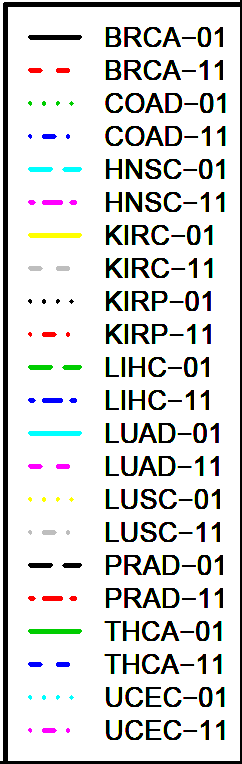 BRCA−01
BRCA−11
COAD−01
COAD−11
HNSC−01
HNSC−11
KIRC−01
KIRC−11
KIRP−01
KIRP−11
LIHC−01
LIHC−11
LUAD−01
LUAD−11
LUSC−01
LUSC−11
PRAD−01
PRAD−11
THCA−01
THCA−11
UCEC−01
UCEC−11